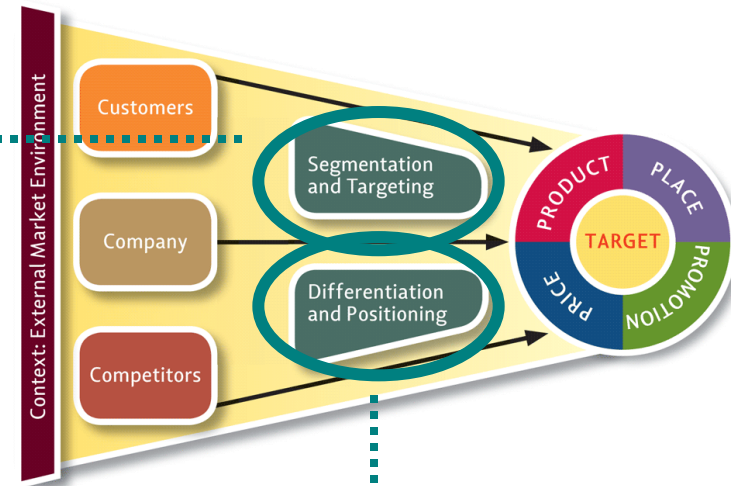 Context: External Market Environment
Customers
Company
Competitors
Segmentation
and Targeting
Differentiation
and Positioning
PRODUCT
PLACE
PRICE
PROMOTION
TARGET